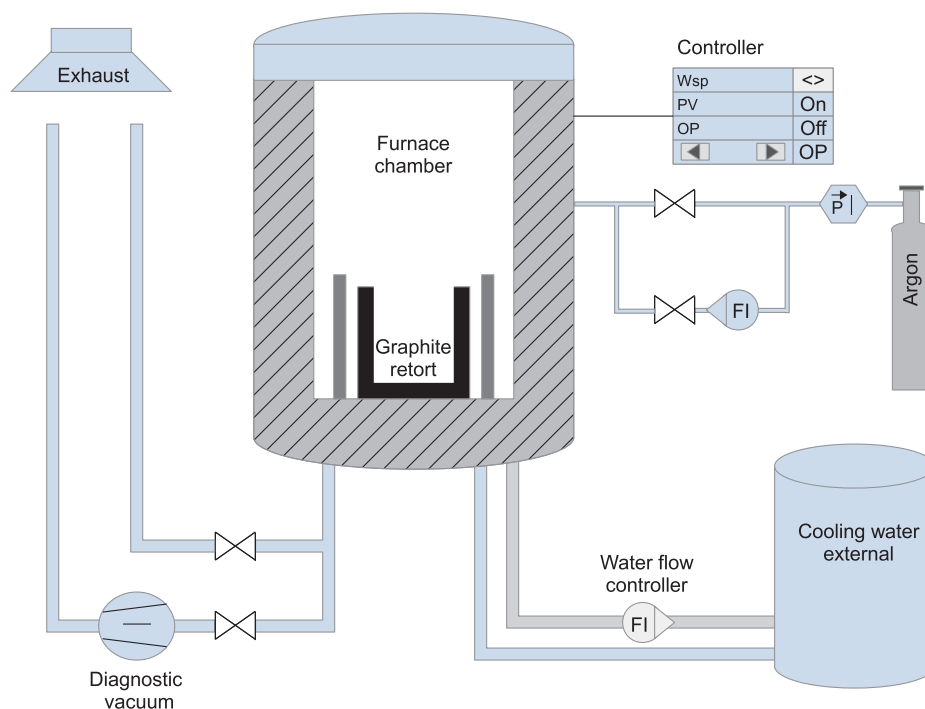 Exhaust
Controller
Wsp <>
PV On
OP Off
OP
Furnace
chamber
P
Argon
FI
Graphite
retort
Cooling water
external
Water flow
controller
FI
Diagnostic
vacuum